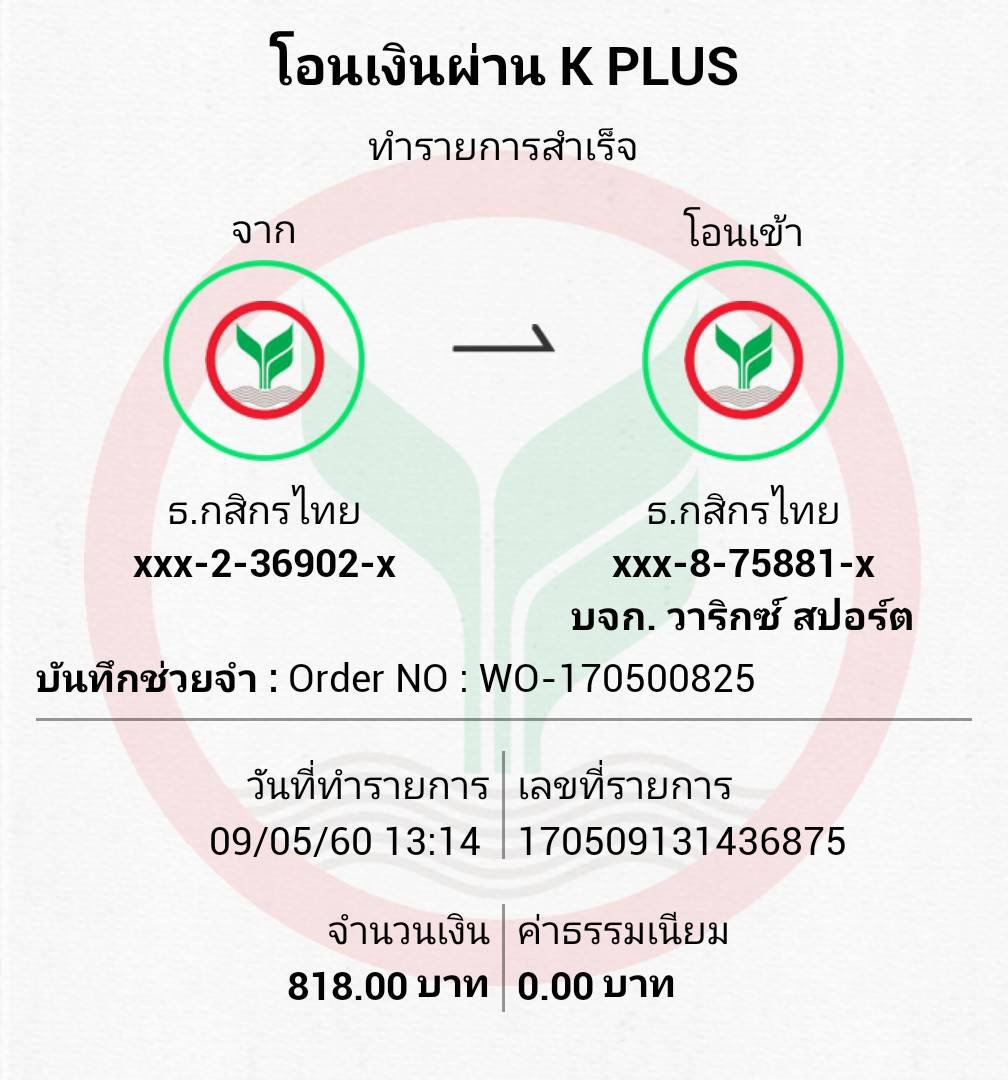 โอนเงินผ่าน K PLUS
ทำรายการสำเร็จ
จาก
โอนเข้า
ธ.กสิกรไทย
xxx-2-36902-x
ธ.กสิกรไทย
xxx-8-75881-x
บจก. วาริกซ์ สปอร์ต
บันทึกช่วยจำ : Order NO : WO-170500825
วันที่ทำรายการ
09/05/60 13:14
เลขที่รายการ
170509131436875
จำนวนเงิน
818.00 บาท
ค่าธรรมเนียม
0.00 บาท